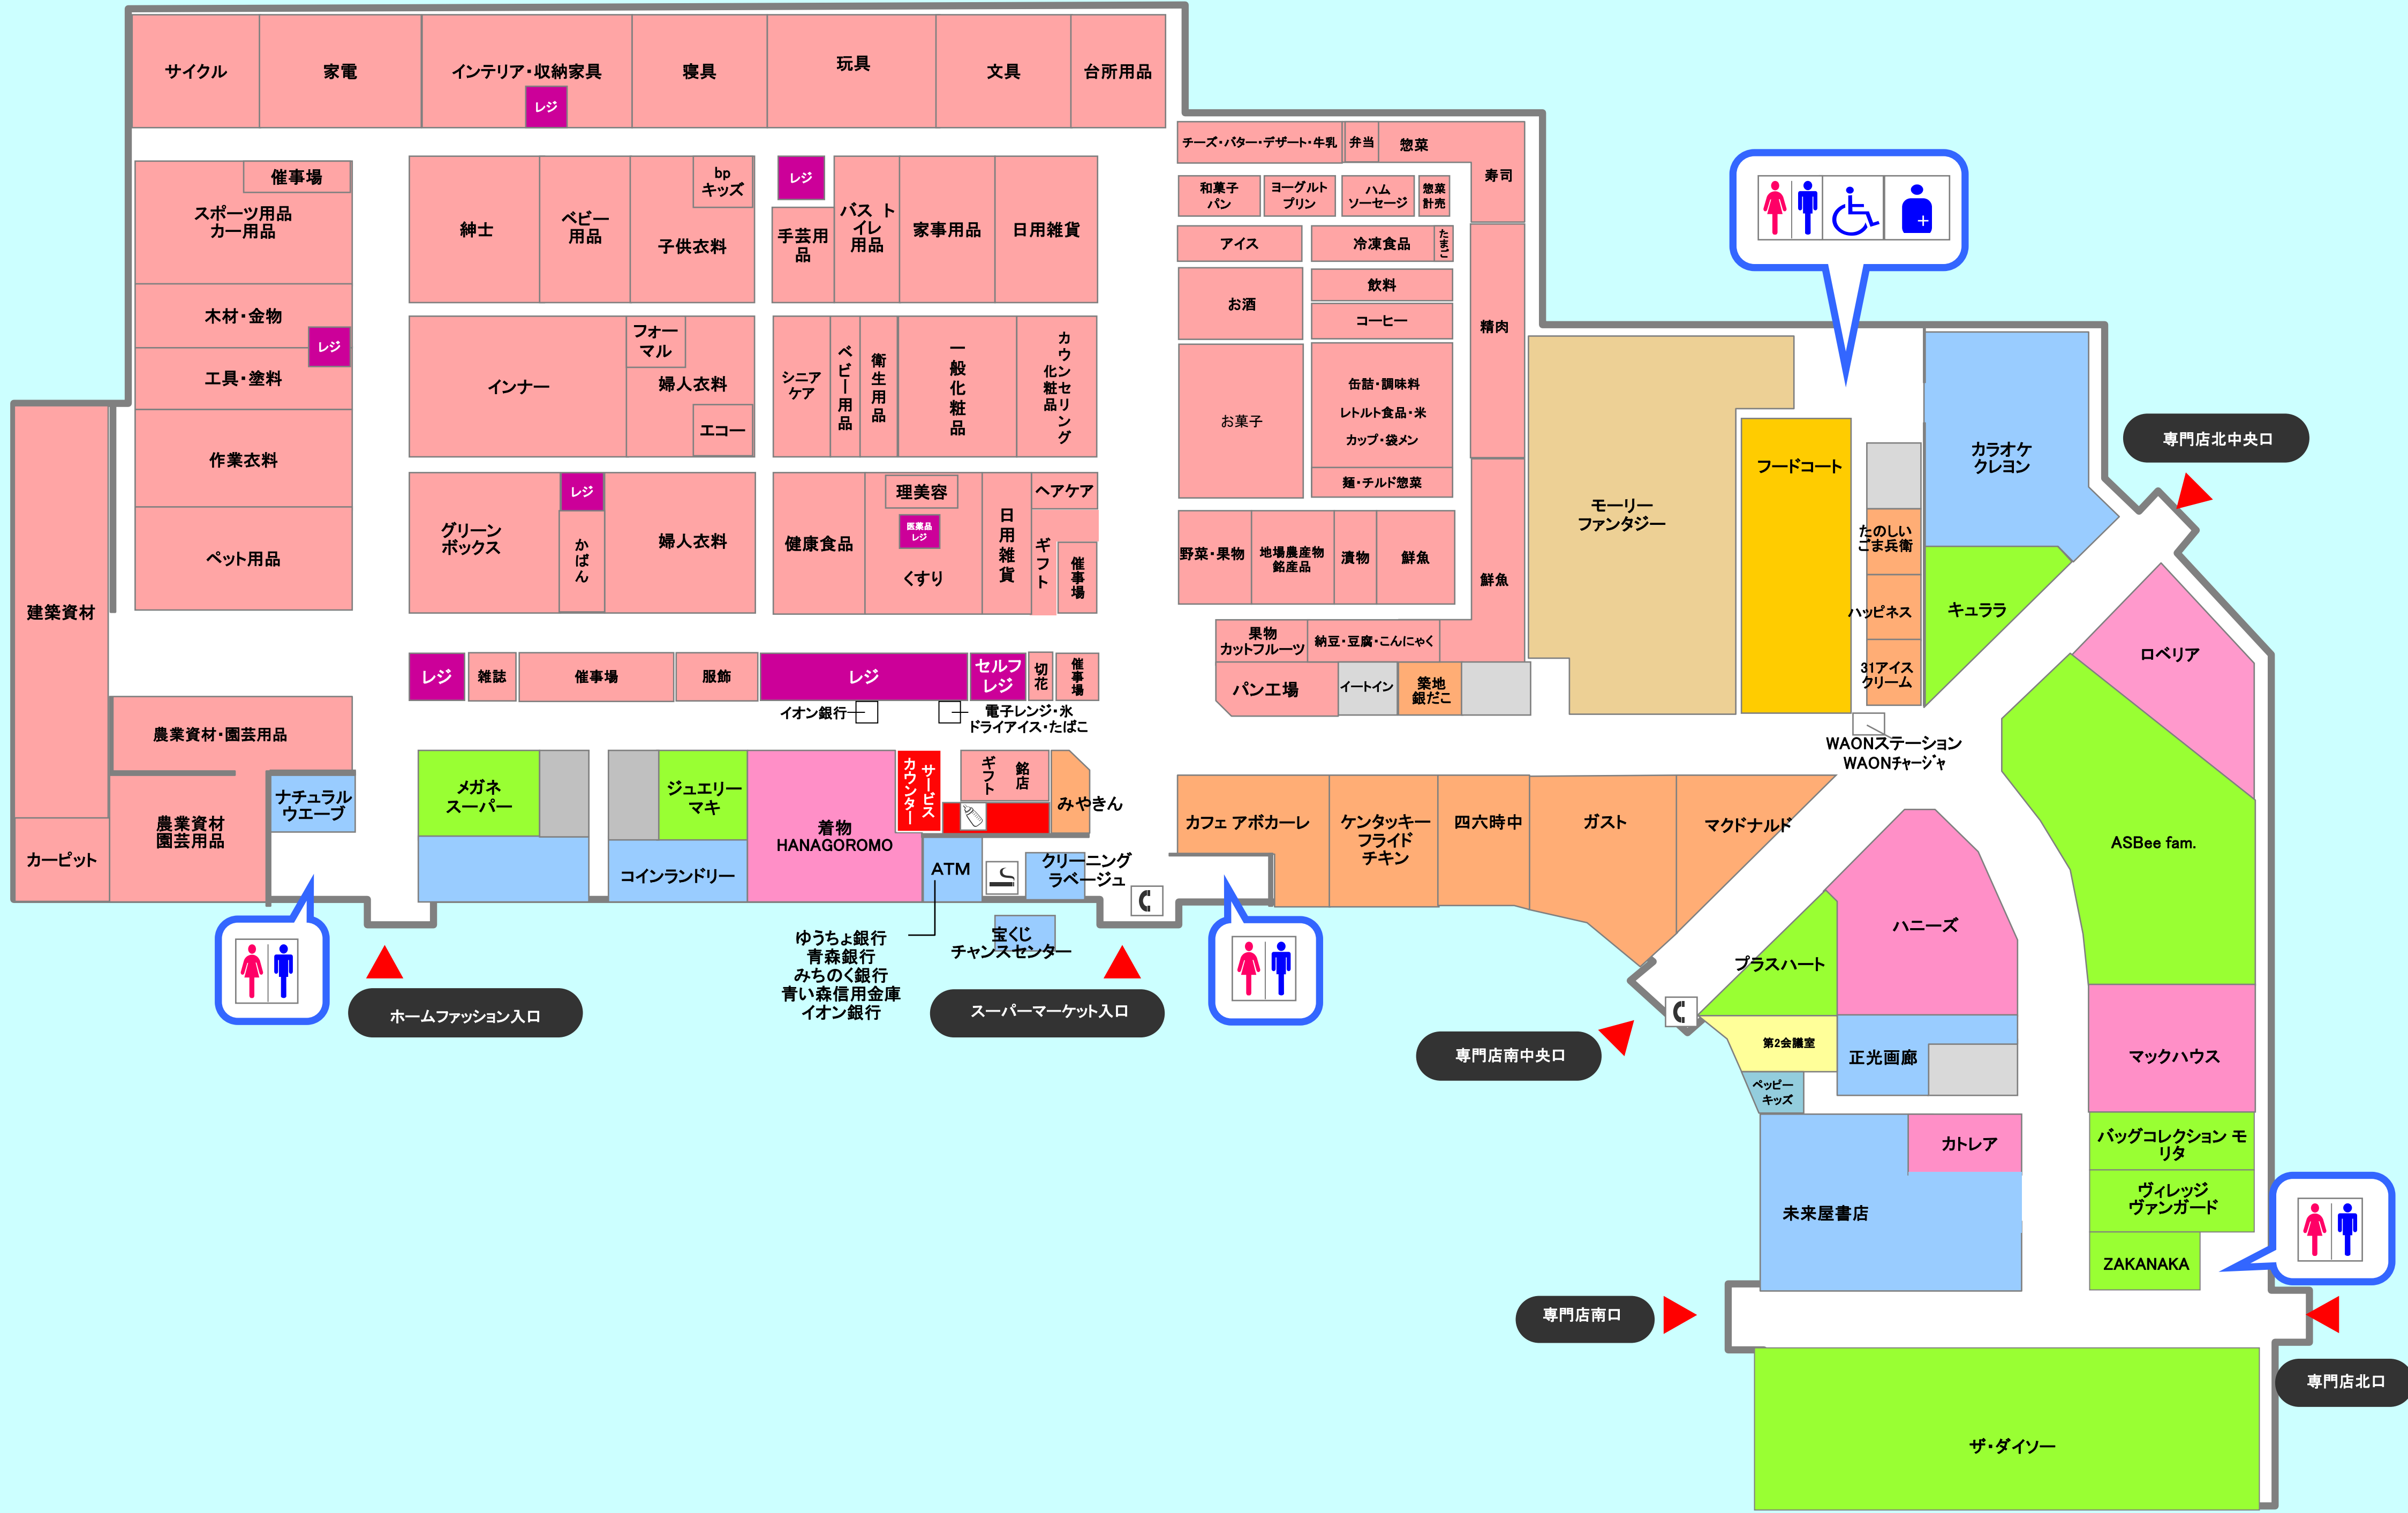 サイクル
家電
インテリア・収納家具
レジ
寝具
玩具
文具
台所用品
催事場
スポーツ用品
カー用品
木材・金物
レジ
工具・塗料
作業衣料
ペット用品
建築資材
カーピット
農業資材・園芸用品
農業資材
園芸用品
ナチュラル
ウエーブ
紳士
ベビー
用品
bp
キッズ
子供衣料
レジ
手芸用
品
バス ト
イレ
用品
家事用品
日用雑貨
インナー
フォー
マル
婦人衣料
エコー
シニア
ケア
ベビー用品
衛生用品
一般化粧品
カウンセリング
化粧品
グリーン
ボックス
レジ
かばん
婦人衣料
健康食品
理美容
医薬品
レジ
くすり
日用雑貨
ヘアケア
ギフト
催事場
レジ
雑誌
催事場
服飾
レジ
セルフ
レジ
切花
催事場
イオン銀行
電子レンジ・氷
ドライアイス・たばこ
メガネ
スーパー
ジュエリー
マキ
コインランドリー
着物
HANAGOROMO
サービス
カウンター
ギフト
銘店
みやきん
ATM
クリーニング
ラベージュ
宝くじ
チャンスセンター
ゆうちょ銀行
青森銀行
みちのく銀行
青い森信用金庫
イオン銀行
ホームファッション入口
スーパーマーケット入口
チーズ・バター・デザート・牛乳
弁当
惣菜
寿司
和菓子
パン
ヨーグルト
プリン
ハム
ソーセージ
惣菜
計売
アイス
冷凍食品
たまご
お酒
飲料
コーヒー
精肉
お菓子
缶詰・調味料
レトルト食品・米
カップ・袋メン
麺・チルド惣菜
野菜・果物
地場農産物
銘産品
漬物
鮮魚
鮮魚
果物
カットフルーツ
納豆・豆腐・こんにゃく
パン工場
イートイン
築地
銀だこ
モーリー
ファンタジー
フードコート
たのしい
ごま兵衛
ハッピネス
31アイス
クリーム
カラオケ
クレヨン
キュララ
専門店北中央口
ロベリア
WAONステーション
WAONチャージャ
カフェ アボカーレ
ケンタッキー
フライド
チキン
四六時中
ガスト
マクドナルド
ASBee fam.
ハニーズ
プラスハート
第2会議室
ペッピー
キッズ
正光画廊
マックハウス
専門店南中央口
カトレア
未来屋書店
バッグコレクション モ
リタ
ヴィレッジ
ヴァンガード
ZAKANAKA
専門店南口
専門店北口
ザ・ダイソー